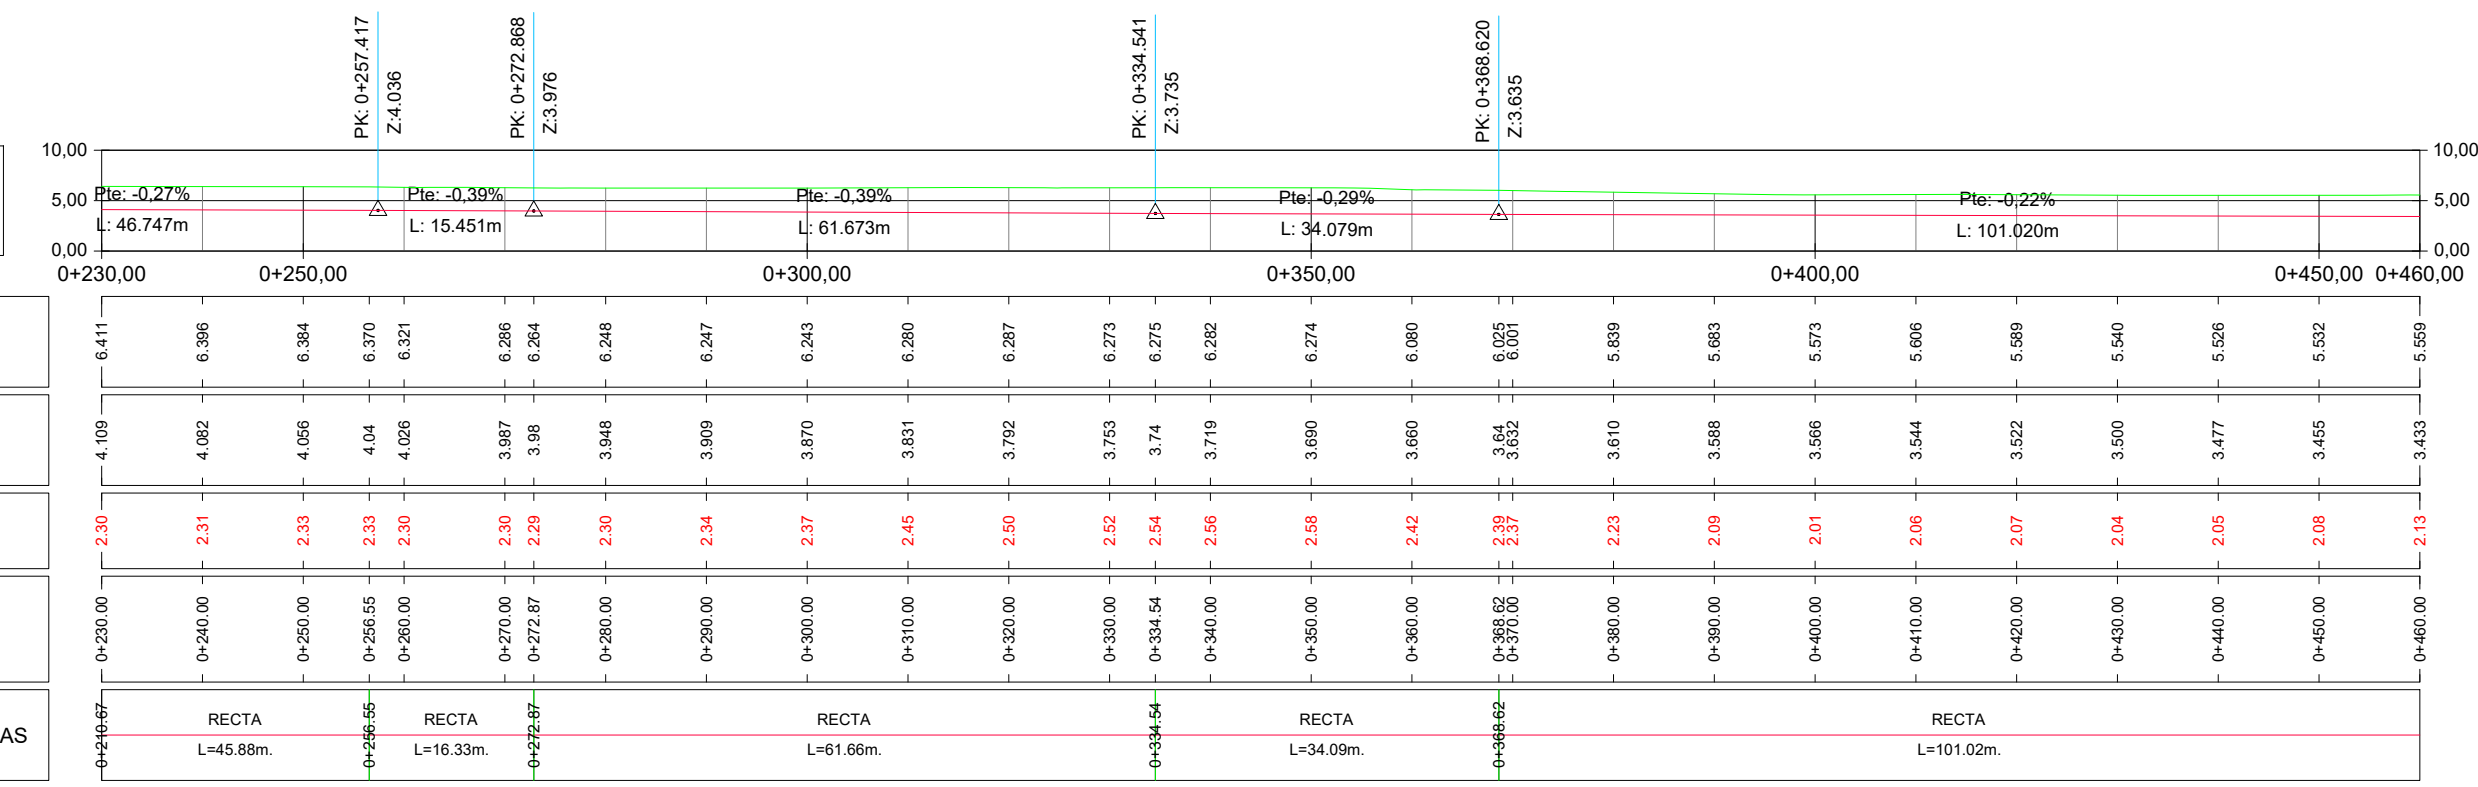 PK: 0+257.417
Z:4.036
PK: 0+272.868
Z:3.976
PK: 0+334.541
Z:3.735
PK: 0+368.620
Z:3.635
10,00 10,00
Pte: -0,27% Pte: -0,39% Pte: -0,39% Pte: -0,29% Pte: -0,22%
5,00 5,00
L: 46.747m L: 15.451m L: 61.673m L: 34.079m L: 101.020m
0,00 0,00
0+230,00 0+250,00 0+300,00 0+350,00 0+400,00 0+450,00 0+460,00
6.411 6.396 6.384 6.370 6.321 6.286 6.264 6.248 6.247 6.243 6.280 6.287 6.273 6.275 6.282 6.274 6.080 6.025 6.001 5.839 5.683 5.573 5.606 5.589 5.540 5.526 5.532 5.559
4.109 4.082 4.056 4.04 4.026 3.987 3.98 3.948 3.909 3.870 3.831 3.792 3.753 3.74 3.719 3.690 3.660 3.64 3.632 3.610 3.588 3.566 3.544 3.522 3.500 3.477 3.455 3.433
2.30 2.31 2.33 2.33 2.30 2.30 2.29 2.30 2.34 2.37 2.45 2.50 2.52 2.54 2.56 2.58 2.42 2.39 2.37 2.23 2.09 2.01 2.06 2.07 2.04 2.05 2.08 2.13
0+230.00 0+240.00 0+250.00 0+256.55 0+260.00 0+270.00 0+272.87 0+280.00 0+290.00 0+300.00 0+310.00 0+320.00 0+330.00 0+334.54 0+340.00 0+350.00 0+360.00 0+368.62 0+370.00 0+380.00 0+390.00 0+400.00 0+410.00 0+420.00 0+430.00 0+440.00 0+450.00 0+460.00
0+210.67 0+256.55 0+272.87 0+334.54 0+368.62
RECTA RECTA RECTA RECTA RECTA
AS
L=45.88m. L=16.33m. L=61.66m. L=34.09m. L=101.02m.